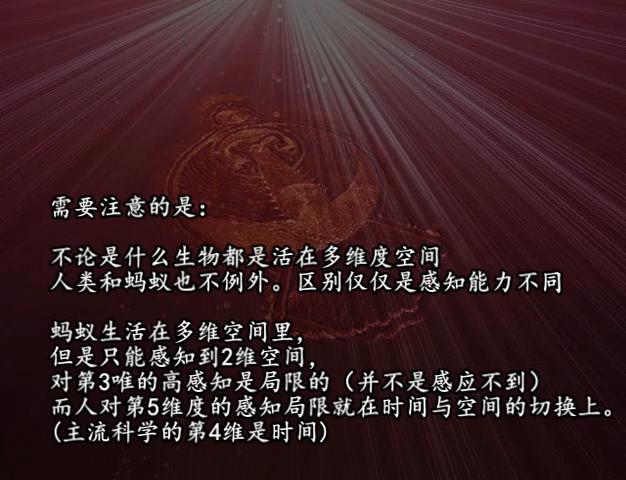 需要注意的是：
不论是什么生物都是活在多维度空间
人类和蚂蚁也不例外。区别仅仅是感知能力不同
蚂蚁生活在多维空间里，
但是只能感知到2维空间，
对第3唯的高感知是局限的（并不是感应不到）
而人对第5维度的感知局限就在时间与空间的切换上。
(主流科学的第4维是时间)